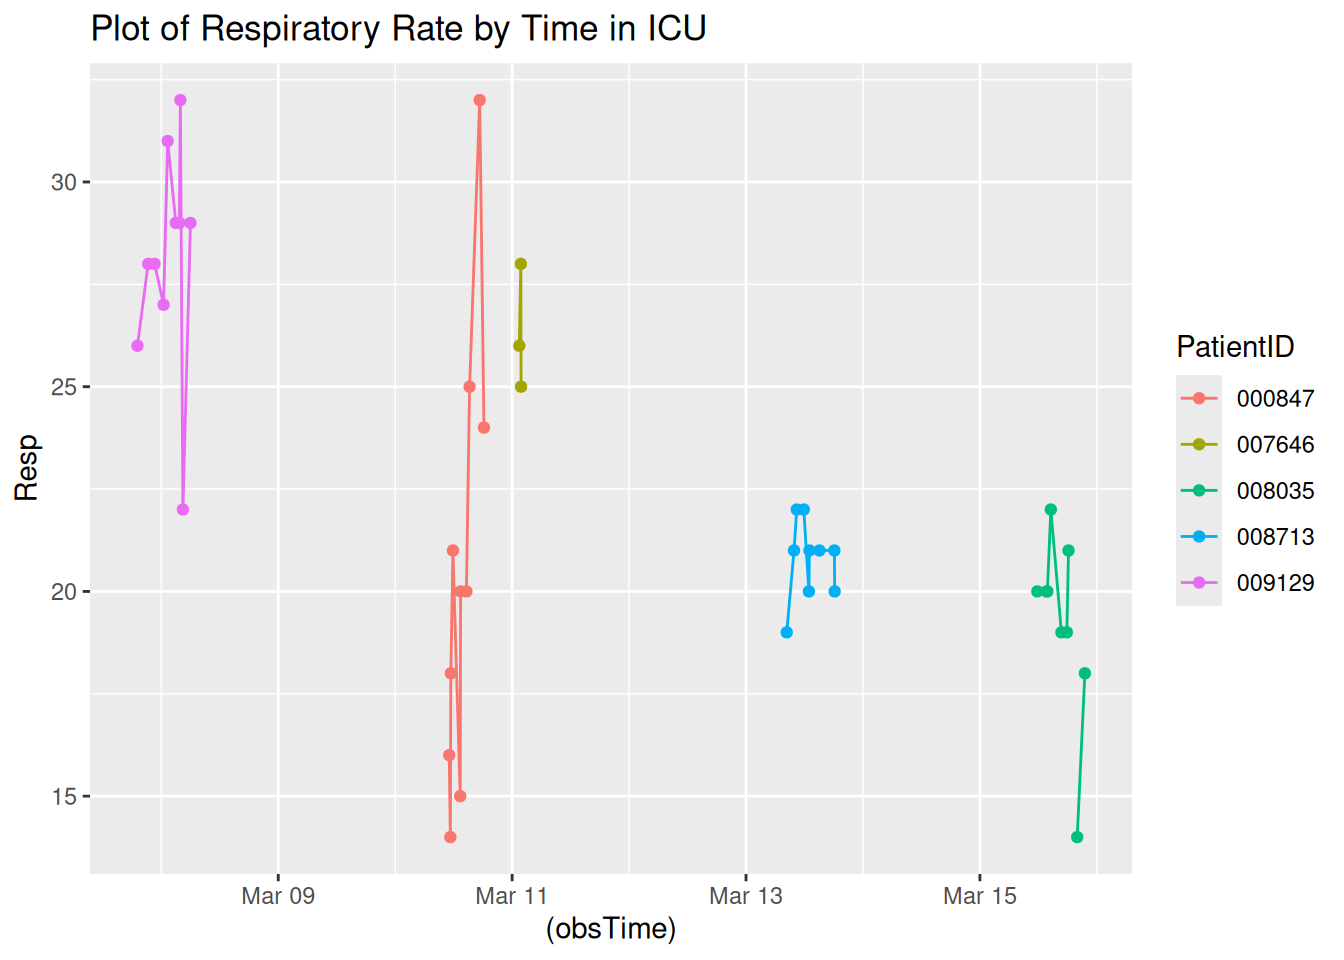 Plot of Respiratory Rate by Time in ICU
Resp
30
25
20
15
Mar 09
Mar 11
Mar 13
Mar 15
(obsTime)
PatientID
000847
007646
008035
008713
009129